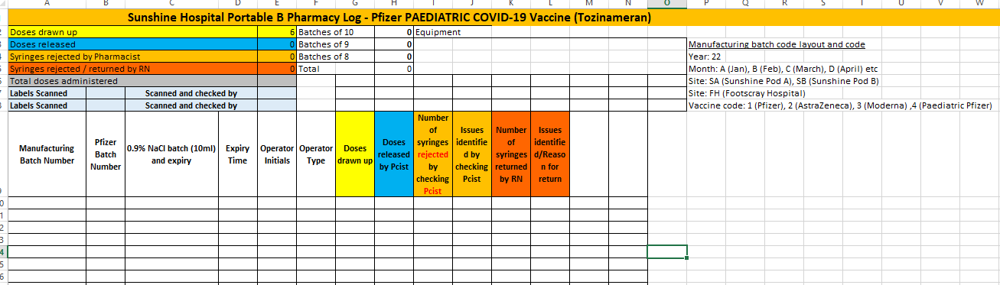 A B C D E F G H I J K L M N O P Q R S T U V W
Sunshine Hospital Portable B Pharmacy Log - Pfizer PAEDIATRIC COVID-19 Vaccine (Tozinameran)
Doses drawn up 6 Batches of 10 0 Equipment
Doses released 0 Batches of 9 0 Manufacturing batch code layout and code
Syringes rejected by Pharmacist 0 Batches of 8 0 Year: 22
Syringes rejected / returned by RN 0 Total 0 Month: A (Jan), B (Feb), C (March), D (April) etc
Total doses administered Site: SA (Sunshine Pod A), SB (Sunshine Pod B)
Labels Scanned Scanned and checked by Site: FH (Footscray Hospital)
Labels Scanned Scanned and checked by Vaccine code: 1 (Pfizer), 2 (AstraZeneca), 3 (Moderna) ,4 (Paediatric Pfizer)
Manufacturing
Batch Number
Pfizer
Batch
Number
0.9% NaCl batch (10ml)
and expiry
Expiry
Time
Operator
Initials
Operator
Type
Doses
drawn up
Doses
released
by Pcist
Number
of
syringes
rejected
by
checking
Pcist
Issues
identifie
d by
checking
Pcist
Number
of
syringes
returned
by RN
Issues
identifie
d/Reaso
n for
return